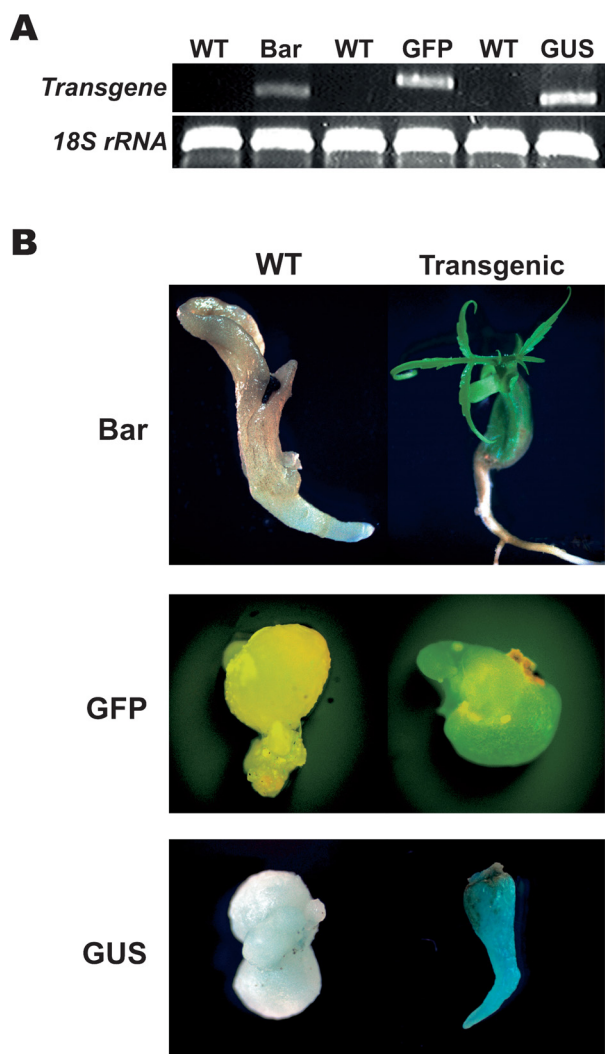 A
WT Bar WT GFP WT GUS
Transgene
18S rRNA
B
WT Transgenic
Bar
GFP
GUS